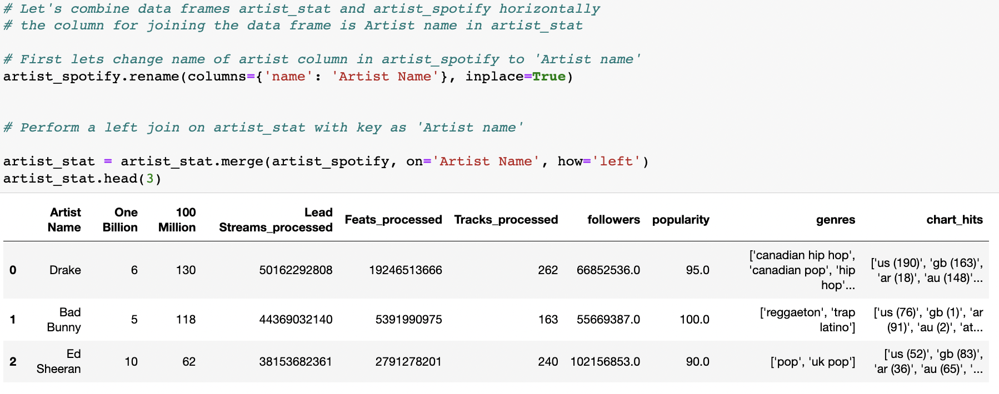 # Let's combine data frames artist_stat and artist_spotify horizontally
# the column for joining the data frame is Artist name in artist_stat
# First lets change name of artist column in artist_spotify to 'Artist name'
artist_spotify.rename(columns={'name': 'Artist Name'}, inplace=True)
# Perform a left join on artist_stat with key as 'Artist name'
artist_stat = artist_stat.merge(artist_spotify, on='Artist Name', how='left')
artist_stat.head(3)
Artist Name One Billion 100 Million Lead Streams_processed Feats_processed Tracks_processed followers popularity genres chart_hits
0 Drake 6 130 50162292808 19246513666 262 66852536.0 95.0 ['canadian hip hop', 'canadian pop', 'hip hop'... ['us (190)', 'gb (163)', 'ar (18)', 'au (148)'...
1 Bad Bunny 5 118 44369032140 5391990975 163 55669387.0 100.0 ['reggaeton', 'trap latino'] ['us (76)', 'gb (1)', 'ar (91)', 'au (2)', 'at...
2 Ed Sheeran 10 62 38153682361 2791278201 240 102156853.0 90.0 ['pop', 'uk pop'] ['us (52)', 'gb (83)', 'ar (36)', 'au (65)', '...